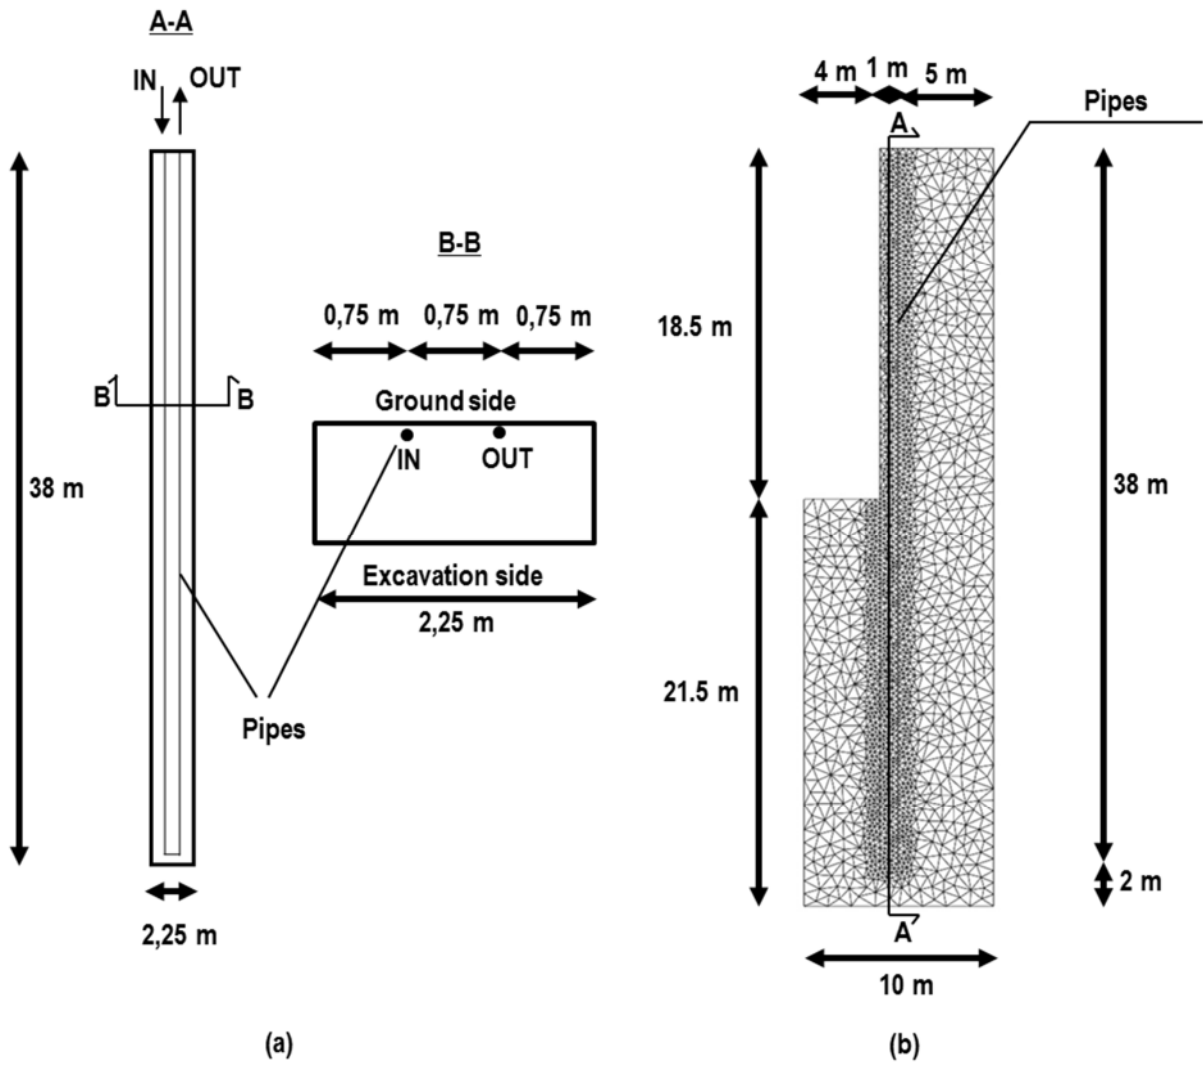 A-A
IN
OUT
38 m
B
B
2,25 m
B-B
0,75 m
0,75 m
0,75 m
Ground side
IN
OUT
Excavation side
2,25 m
Pipes
(a)
4 m
1 m
5 m
Pipes
A
18.5 m
38 m
21.5 m
2 m
A
10 m
(b)